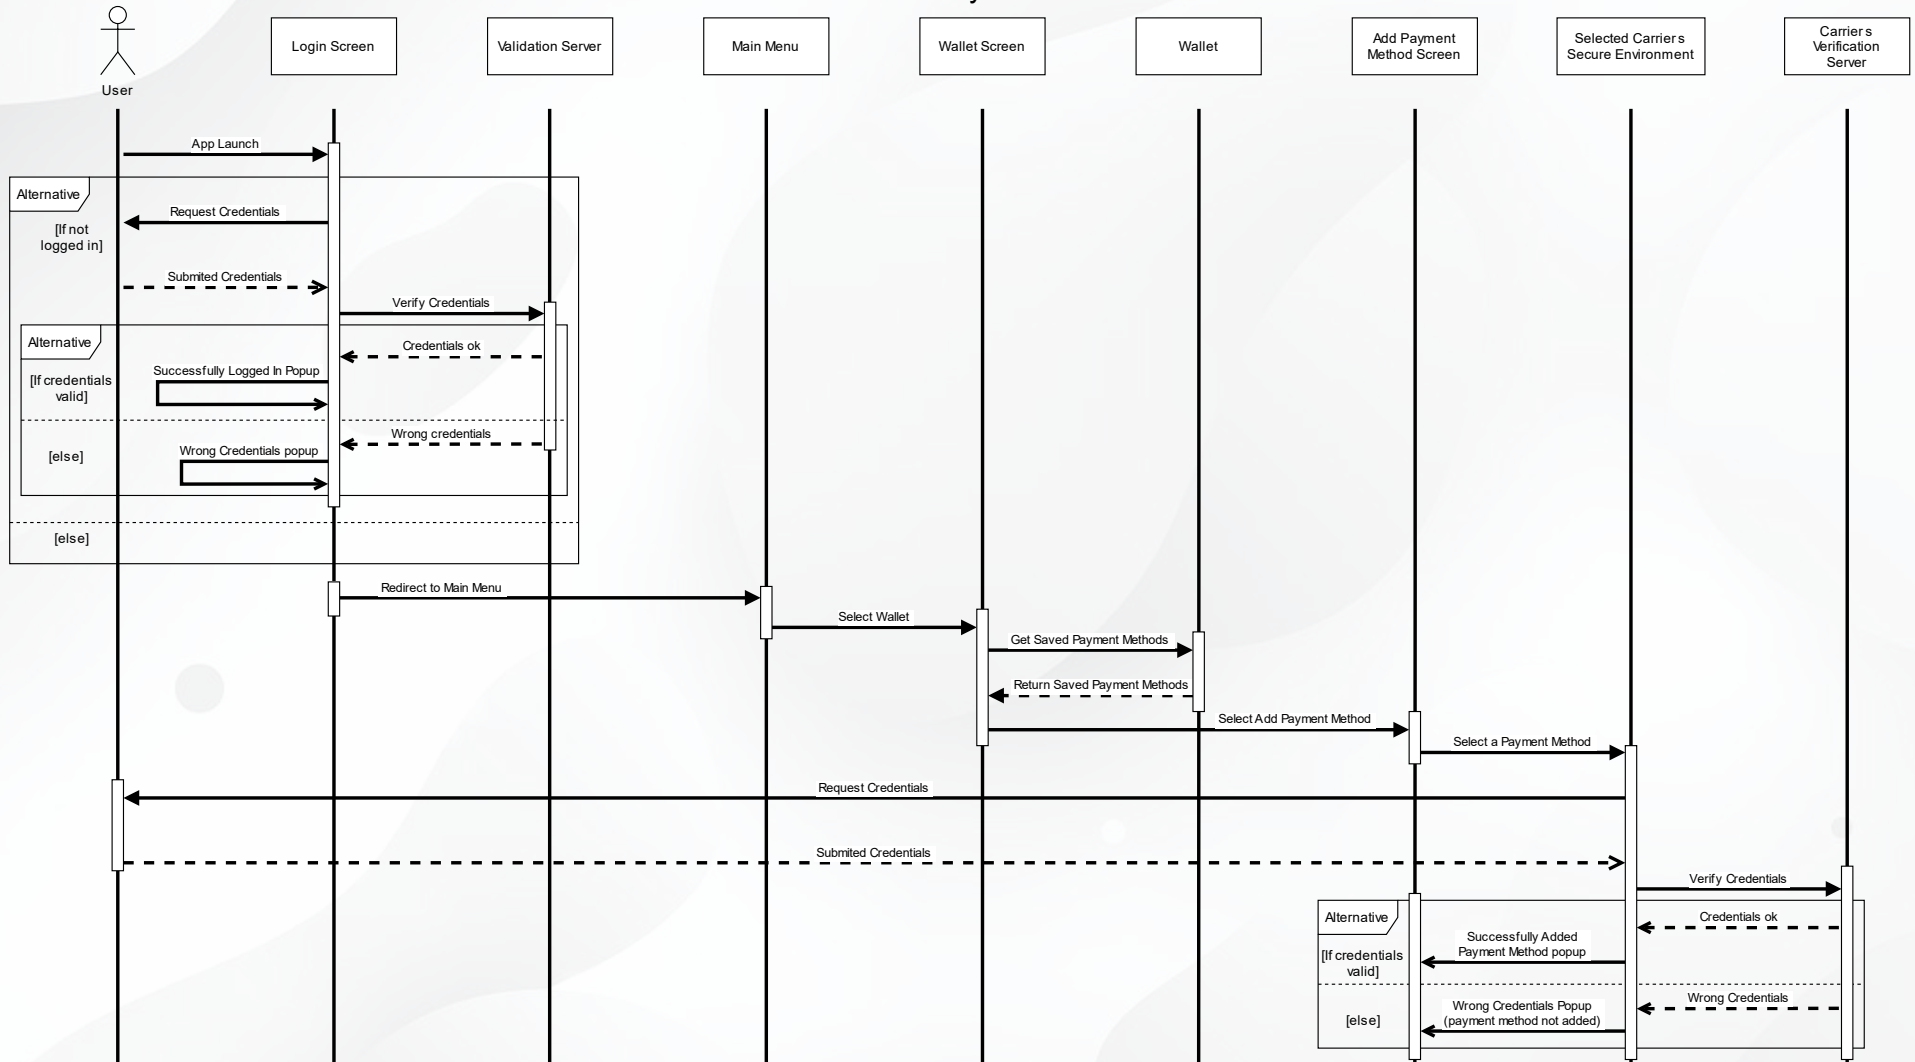 Login Screen
Validation Server
Main Menu
Wallet Screen
Wallet
Add Payment
Method Screen
Selected Carriers
Secure Environment
Carriers
Verification
Server
User
App Launch
Alternative
Request Credentials
[If not
logged in]
Submited Credentials
Verify Credentials
Alternative
Credentials ok
Successfully Logged In Popup
[If credentials
valid]
Wrong credentials
Wrong Credentials popup
[else]
[else]
Redirect to Main Menu
Select Wallet
Get Saved Payment Methods
Return Saved Payment Methods
Select Add Payment Method
Select a Payment Method
Request Credentials
Submited Credentials
Verify Credentials
Alternative
Credentials ok
Successfully Added
Payment Method popup
[If credentials
valid]
Wrong Credentials
Wrong Credentials Popup
(payment method not added)
[else]